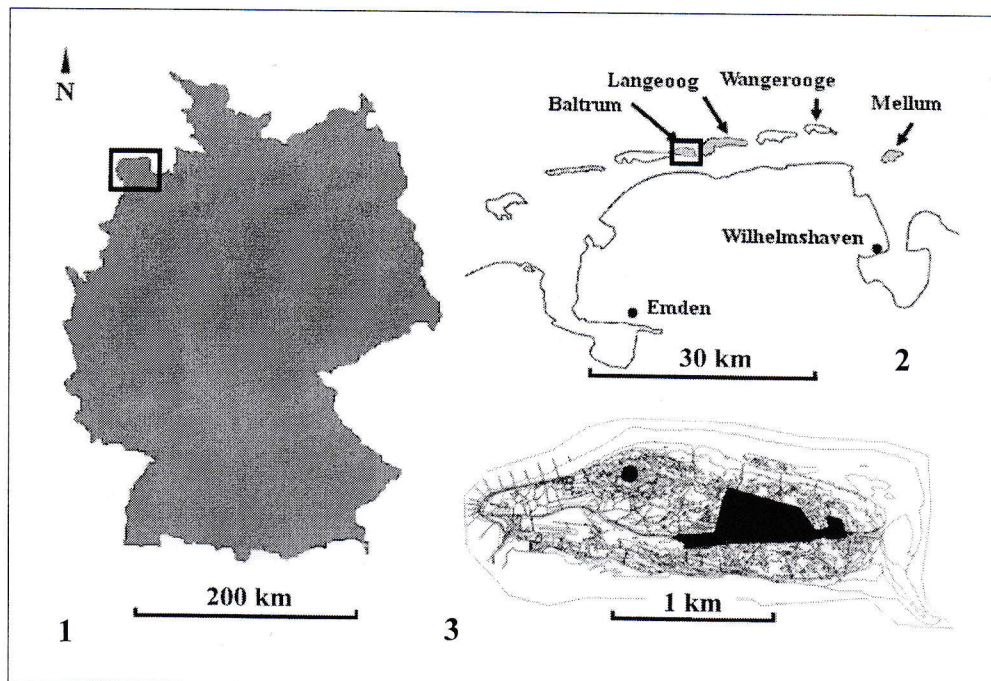 N
200 km
1
Baltrum
Langeoog
Wangerooge
Mellum
Wilhelmshaven
Emden
30 km
2
1 km
3